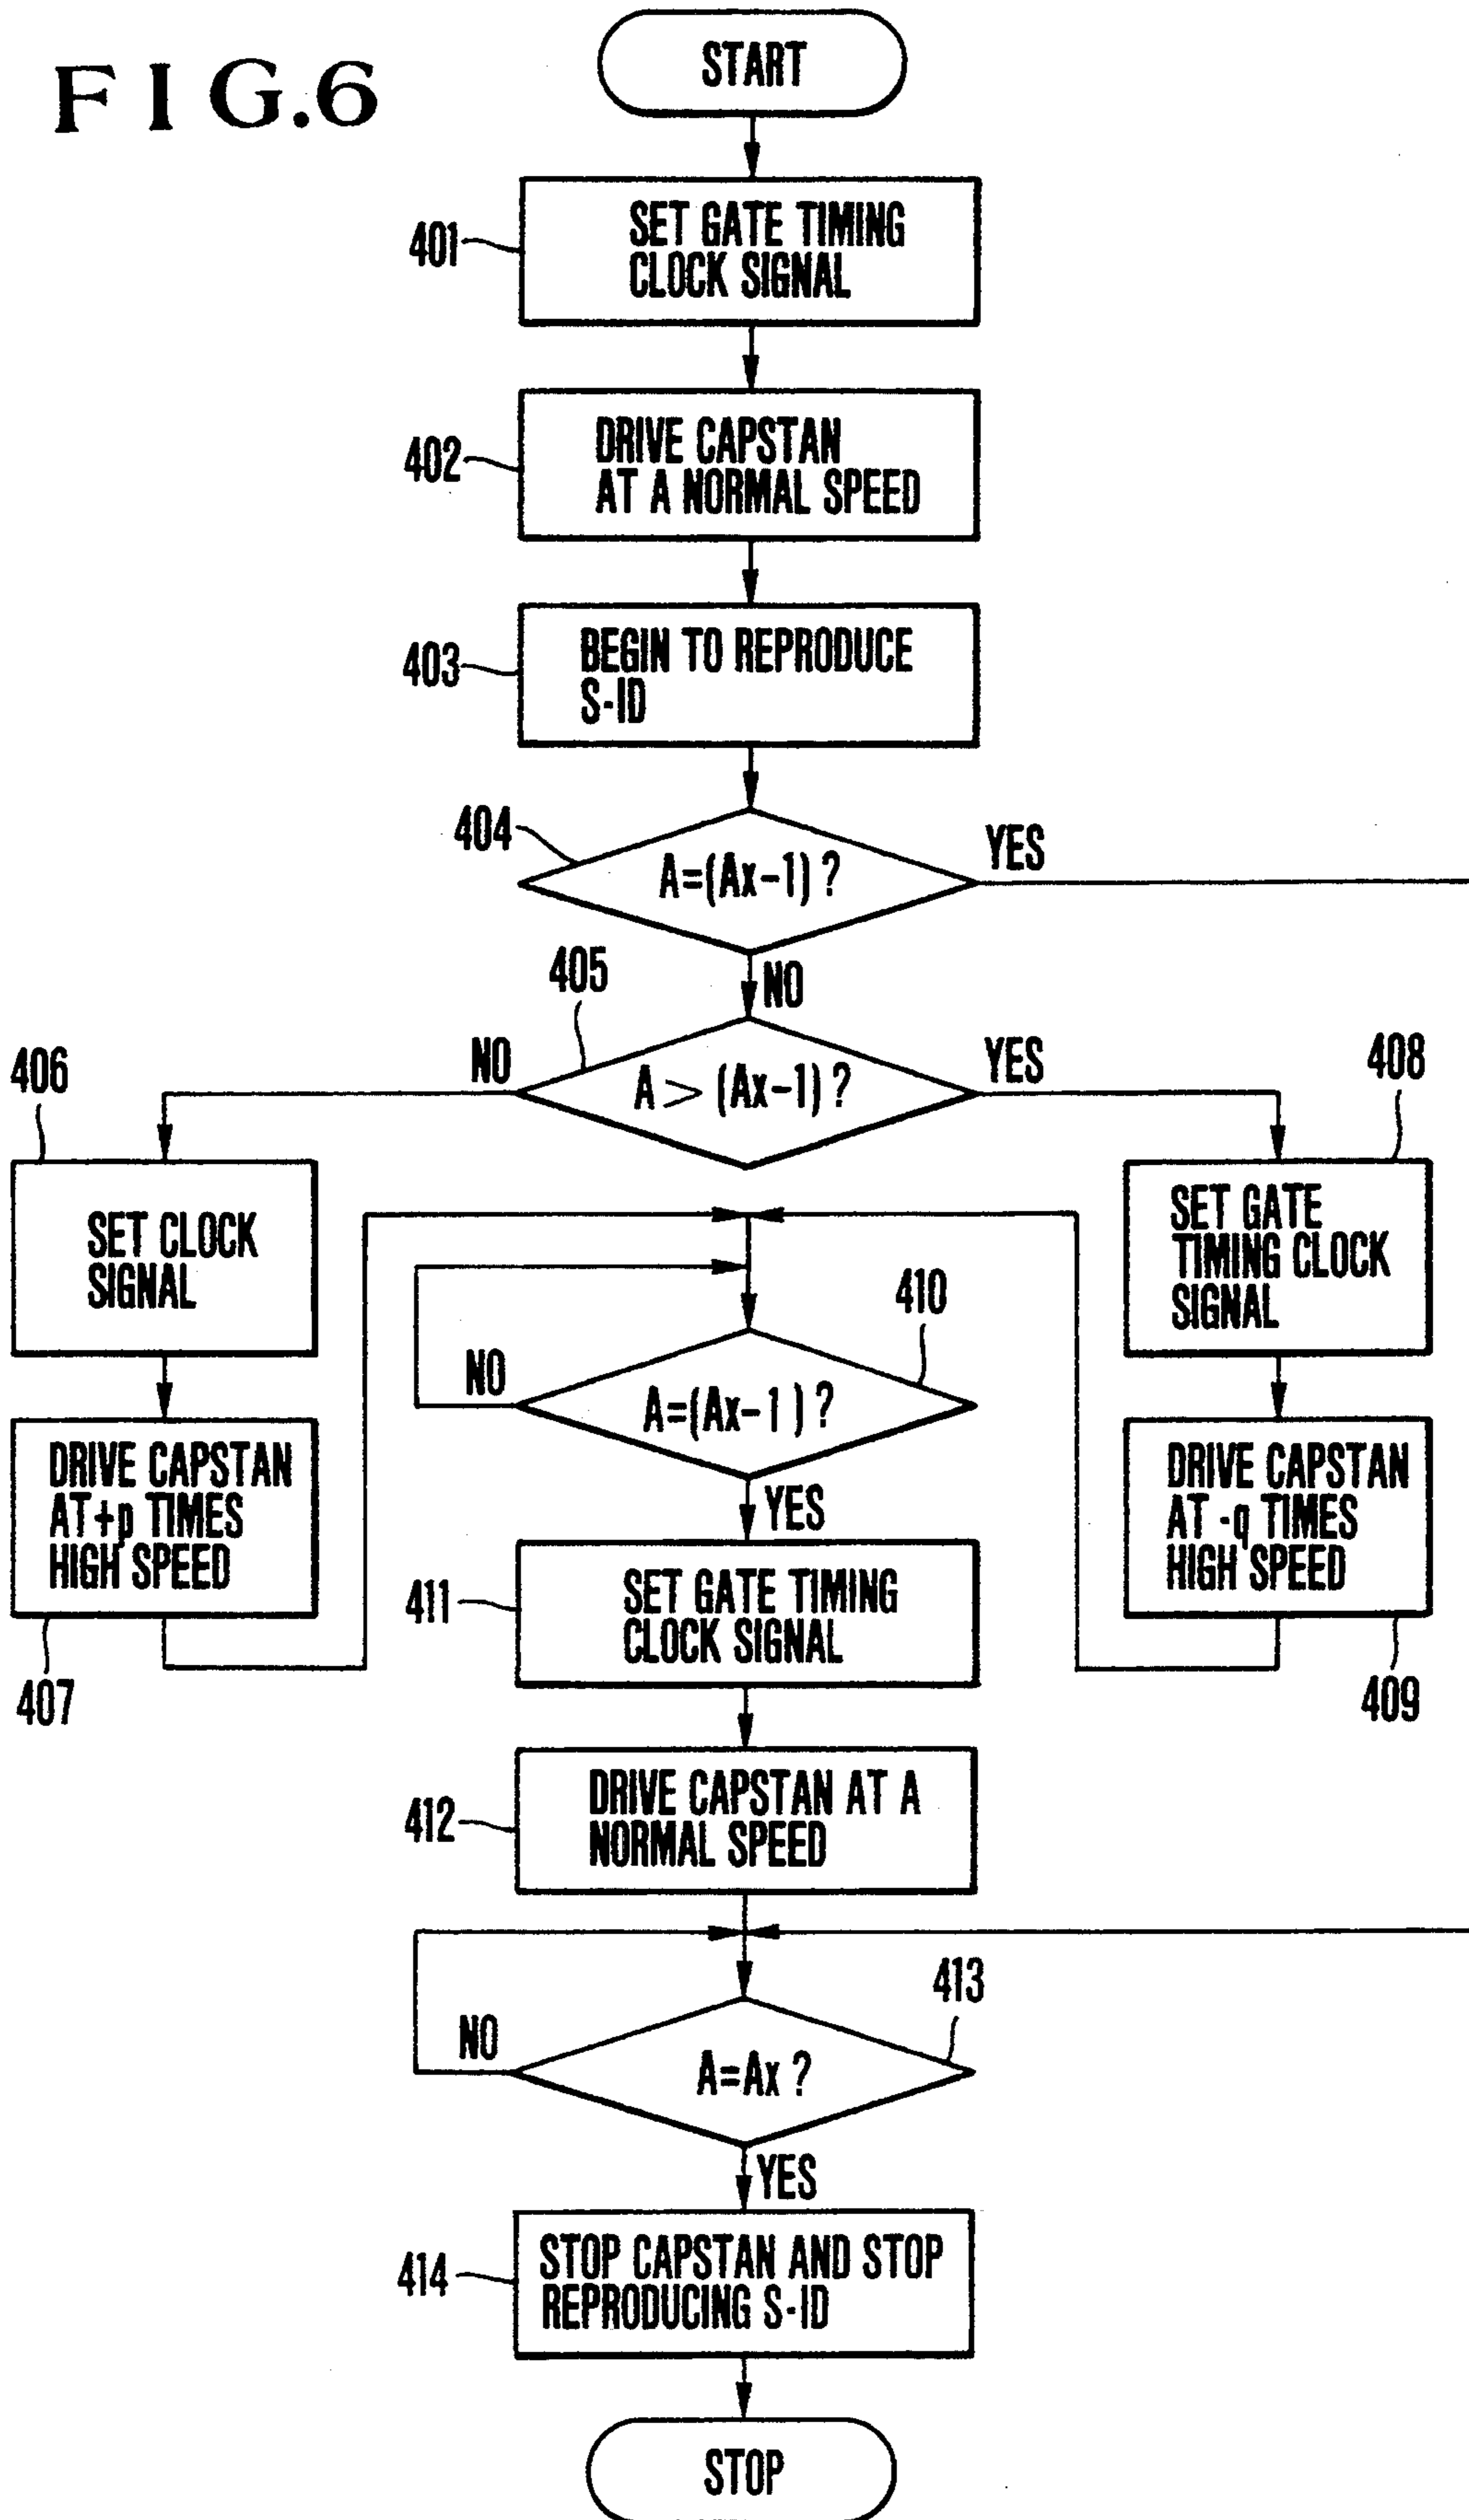 FIG.6
START
401
SET GATE TIMING
CLOCK SIGNAL
402
DRIVE CAPSTAN
AT A NORMAL SPEED
403
BEGIN TO REPRODUCE
S-ID
404
A=(Ax-1)?
YES
NO
405
A>(Ax-1)?
NO
YES
406
SET CLOCK
SIGNAL
408
SET GATE
TIMING CLOCK
SIGNAL
407
DRIVE CAPSTAN
AT+p TIMES
HIGH SPEED
409
DRIVE CAPSTAN
AT -q TIMES
HIGH SPEED
410
A=(Ax-1)?
NO
YES
411
SET GATE TIMING
CLOCK SIGNAL
412
DRIVE CAPSTAN AT A
NORMAL SPEED
413
A=Ax?
NO
YES
414
STOP CAPSTAN AND STOP
REPRODUCING S-ID
STOP